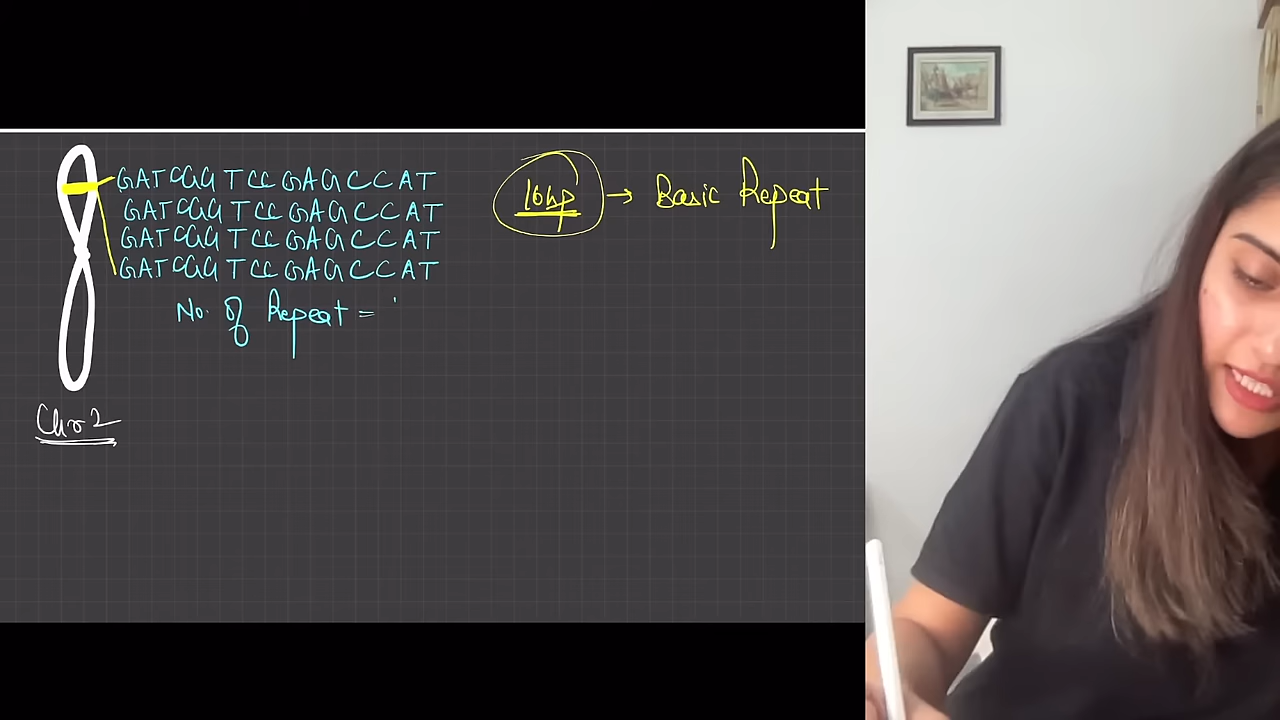 GATCGGTCCGAGCCAT
GATCGGTCCGAGCCAT
GATCGGTCCGAGCCAT
GATCGGTCCGAGCCAT
No. of Repeat =
Chr 2
16bp → Basic Repeat